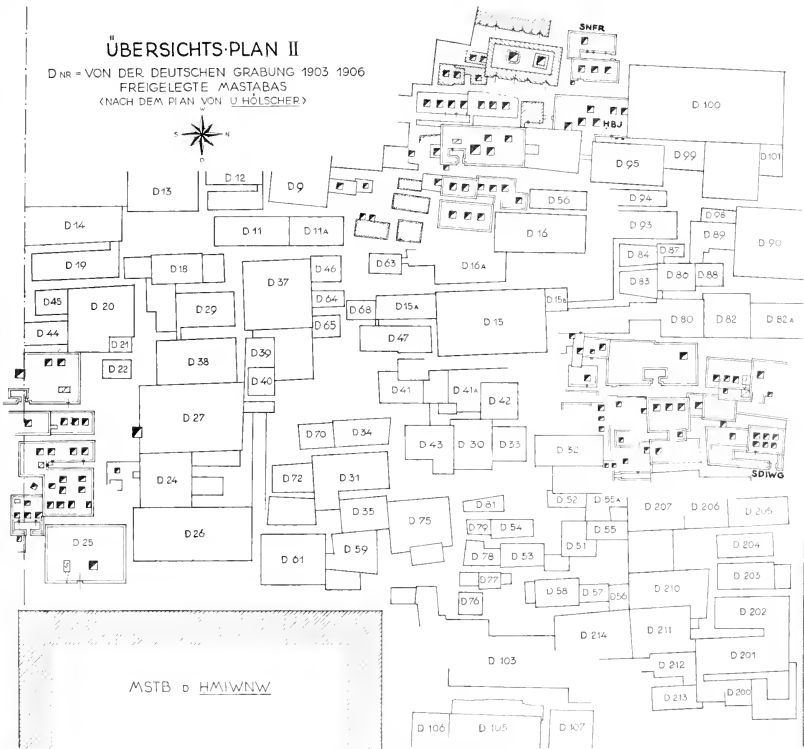 ÜBERSICHTS·PLAN II
D NR = VON DER DEUTSCHEN GRABUNG 1903 1906
FREIGELEGTE MASTABAS
(NACH DEM PLAN VON U HÖLSCHER)
W
S N
O
SNFR
HBJ
D 100
D 101
D 99
D 95
D 13
D 12
D 9
D 56
D 94
D 14
D 11
D 11A
D 16
D 93
D 98
D 89
D 90
D 19
D 18
D 37
D 46
D 63
D 16A
D 84
D 87
D 83
D 86
D 88
D 45
D 20
D 29
D 64
D 68
D 15A
D 15
D 15B
D 44
D 21
D 65
D 47
D 80
D 82
D 82A
D 22
D 38
D 39
D 40
D 41
D 41A
D 42
D 27
D 70
D 34
D 43
D 30
D 33
D 32
SDIWG
D 24
D 72
D 31
D 26
D 35
D 75
D 81
D 52
D 55A
D 207
D 206
D 205
D 79
D 54
D 55
D 25
D 61
D 59
D 78
D 53
D 51
D 204
D 77
D 58
D 57
D 56
D 210
D 203
D 76
D 214
D 211
D 202
D 103
D 212
D 201
MSTB D HMIWNW
D 213
D 200
D 106
D 105
D 107